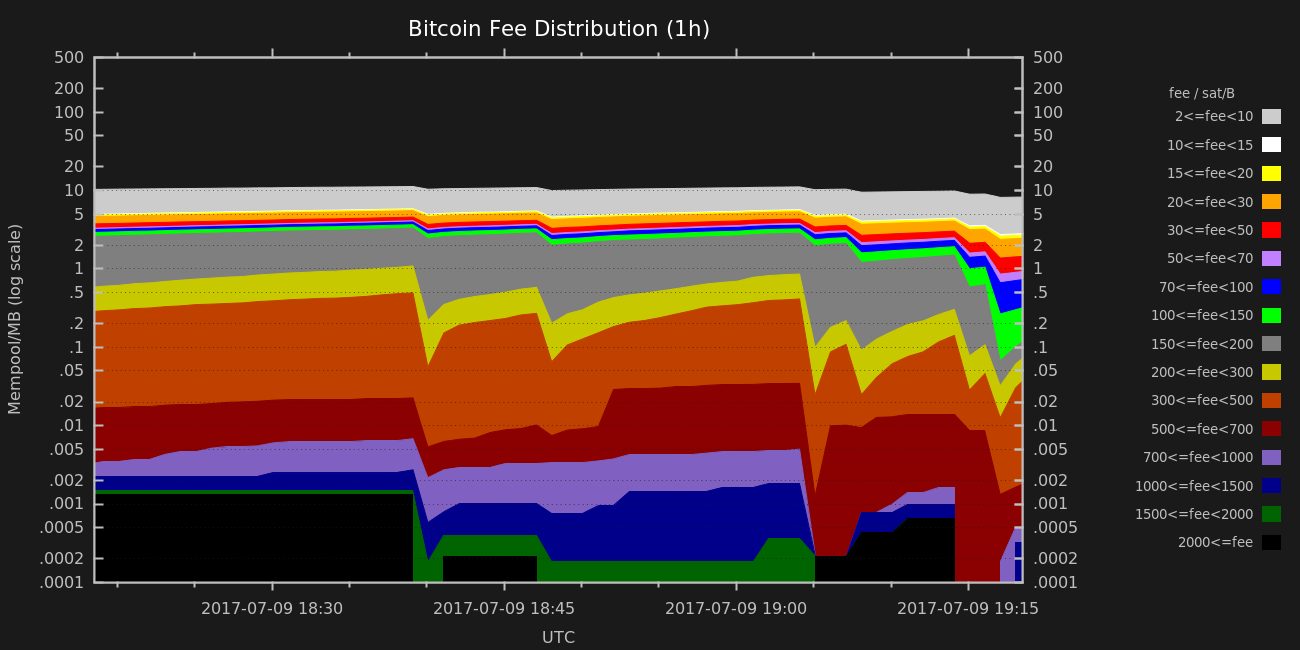 Bitcoin Fee Distribution (1h)
500
200
100
50
20
10
5
2
1
.5
.2
.1
.05
.02
.01
.005
.002
.001
.0005
.0002
.0001
Mempool/MB (log scale)
500
200
100
50
20
10
5
2
1
.5
.2
.1
.05
.02
.01
.005
.002
.001
.0005
.0002
.0001
fee / sat/B
2<=fee<10
10<=fee<15
15<=fee<20
20<=fee<30
30<=fee<50
50<=fee<70
70<=fee<100
100<=fee<150
150<=fee<200
200<=fee<300
300<=fee<500
500<=fee<700
700<=fee<1000
1000<=fee<1500
1500<=fee<2000
2000<=fee
2017-07-09 18:30 2017-07-09 18:45 2017-07-09 19:00 2017-07-09 19:15
UTC